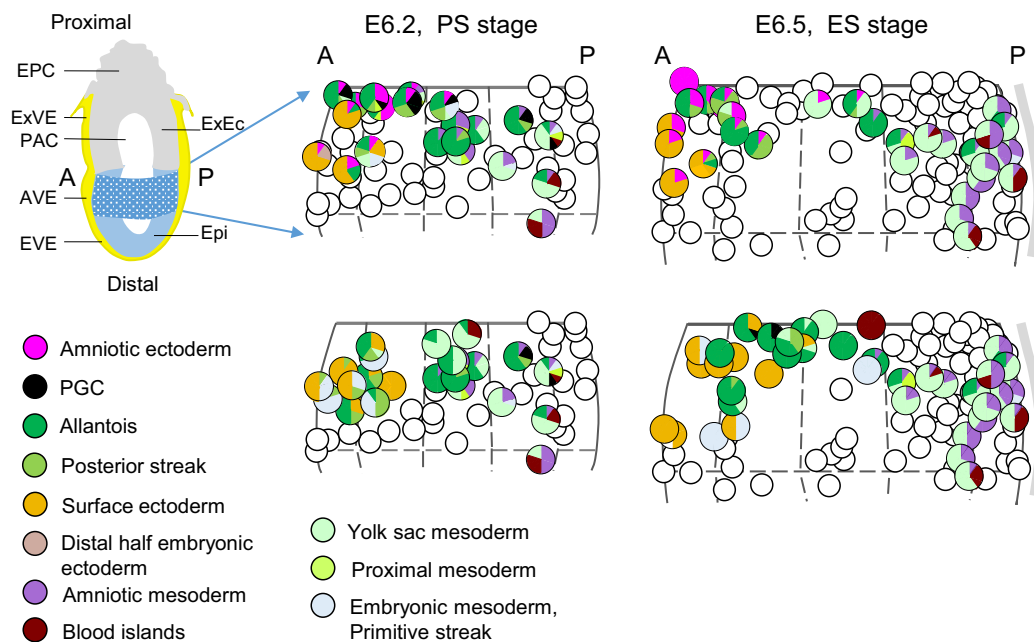 Proximal
EPC
ExVE
PAC
ExEc
A
P
AVE
EVE
Epi
Distal
E6.2, PS stage
A
P
E6.5, ES stage
A
P
Amniotic ectoderm
PGC
Allantois
Posterior streak
Surface ectoderm
Distal half embryonic
ectoderm
Amniotic mesoderm
Blood islands
Yolk sac mesoderm
Proximal mesoderm
Embryonic mesoderm,
Primitive streak